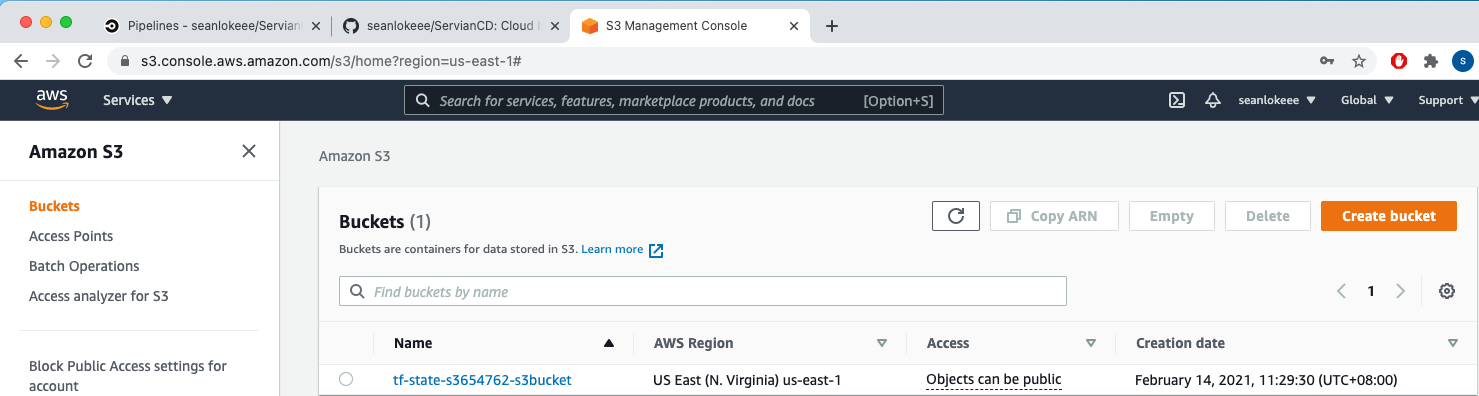 Pipelines - seanlokeee/Servian
seanlokeee/ServianCD: Cloud
S3 Management Console
s3.console.aws.amazon.com/s3/home?region=us-east-1#
S
aws
Services
Search for services, features, marketplace products, and docs
[Option+S]
seanlokeee
Global
Support
Amazon S3
Buckets
Access Points
Batch Operations
Access analyzer for S3
Block Public Access settings for
account
Amazon S3
Buckets (1)
Copy ARN
Empty
Delete
Create bucket
Buckets are containers for data stored in S3. Learn more
Find buckets by name
1
Name
AWS Region
Access
Creation date
tf-state-s3654762-s3bucket
US East (N. Virginia) us-east-1
Objects can be public
February 14, 2021, 11:29:30 (UTC+08:00)